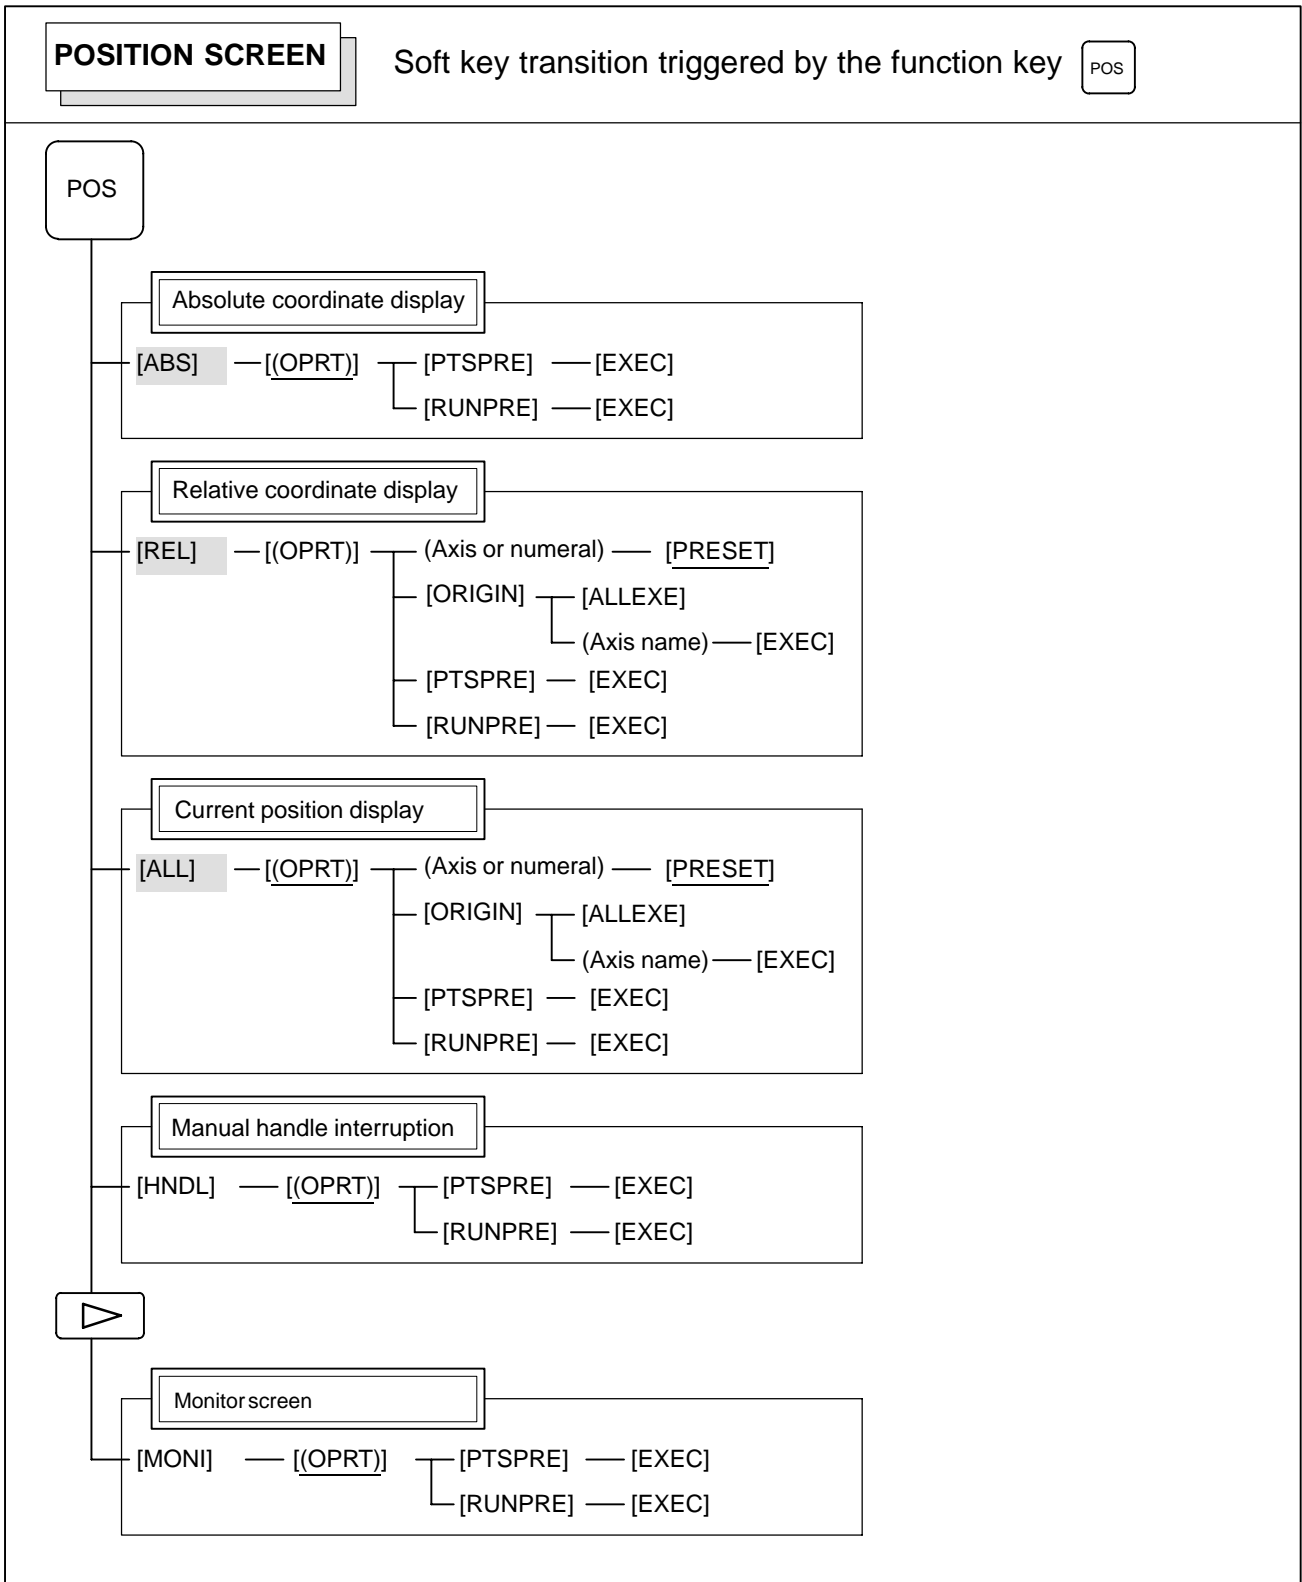 POSITION SCREEN
Soft key transition triggered by the function key POS
POS
Absolute coordinate display
[ABS] [(OPRT)] [PTSPRE] [EXEC]
[RUNPRE] [EXEC]
Relative coordinate display
[REL] [(OPRT)] (Axis or numeral) [PRESET]
[ORIGIN] [ALLEXE]
(Axis name) [EXEC]
[PTSPRE] [EXEC]
[RUNPRE] [EXEC]
Current position display
[ALL] [(OPRT)] (Axis or numeral) [PRESET]
[ORIGIN] [ALLEXE]
(Axis name) [EXEC]
[PTSPRE] [EXEC]
[RUNPRE] [EXEC]
Manual handle interruption
[HNDL] [(OPRT)] [PTSPRE] [EXEC]
[RUNPRE] [EXEC]
Monitor screen
[MONI] [(OPRT)] [PTSPRE] [EXEC]
[RUNPRE] [EXEC]